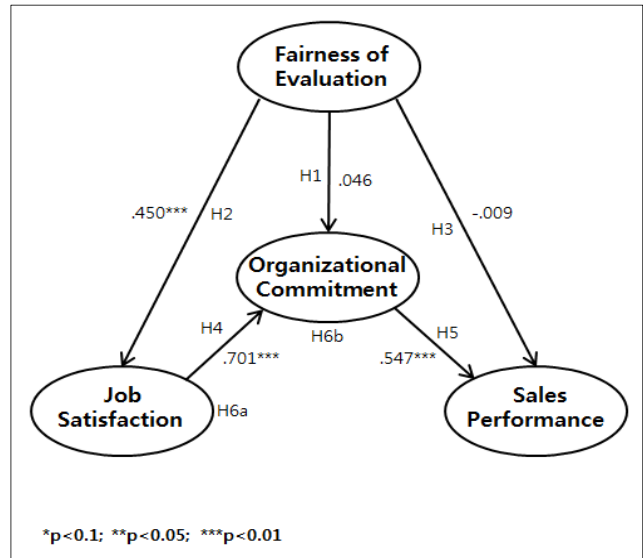 Fairness of
Evaluation
H1
.046
.450***
H2
H3
-.009
Organizational
Commitment
H4
.701***
H6b
H5
.547***
Job
Satisfaction
H6a
Sales
Performance
*p<0.1; **p<0.05; ***p<0.01